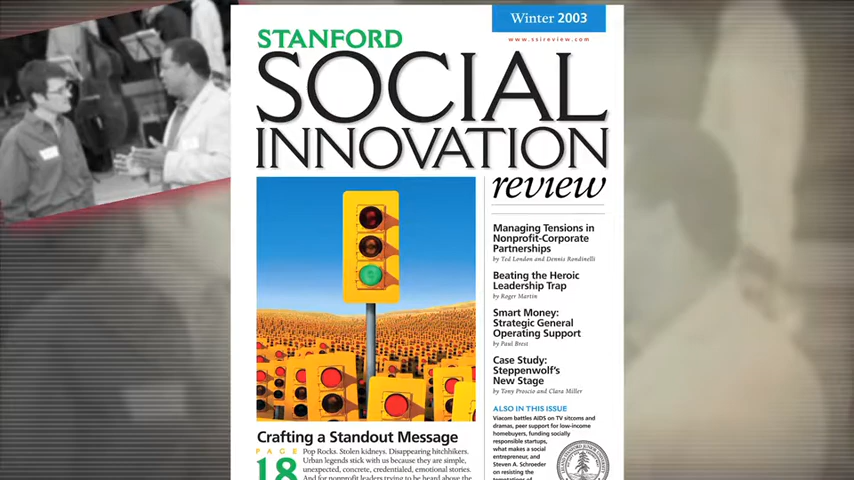 Winter 2003
www.ssireview.com
STANFORD
SOCIAL
INNOVATION
review
Managing Tensions in
Nonprofit-Corporate
Partnerships
by Ted London and Dennis Rondinelli
Beating the Heroic
Leadership Trap
by Roger Martin
Smart Money:
Strategic General
Operating Support
by Paul Brest
Case Study:
Steppenwolf's
New Stage
by Tony Proscio and Clara Miller
ALSO IN THIS ISSUE
Viacom battles AIDS on TV sitcoms and
dramas, peer support for low-income
homebuyers, funding socially
responsible startups,
what makes a social
entrepreneur, and
Steven A. Schroeder
on resisting the
temptations of
Crafting a Standout Message
PAGE
18
Pop Rocks. Stolen kidneys. Disappearing hitchhikers.
Urban legends stick with us because they are simple,
unexpected, concrete, credentialed, emotional stories.
And for nonprofit leaders trying to be heard above the